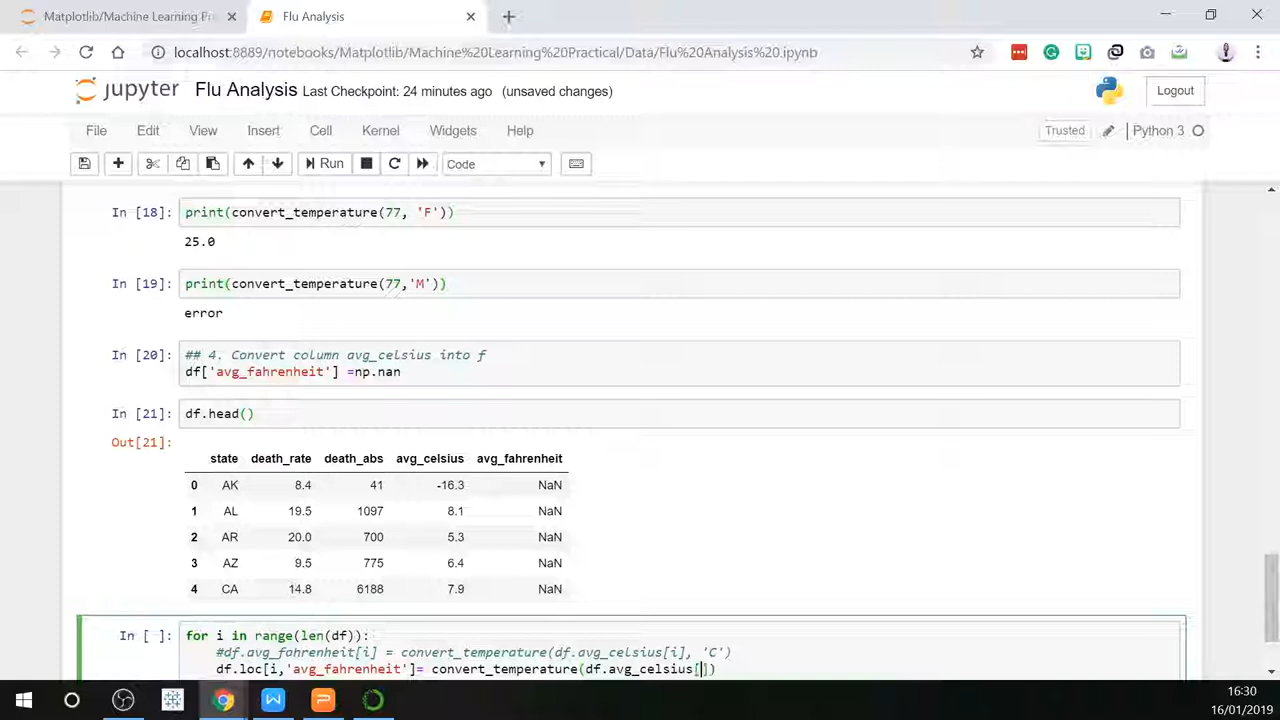 Matplotlib/Machine Learning Pr
Flu Analysis
localhost:8889/notebooks/Matplotlib/Machine%20Learning%20Practical/Data/Flu%20Analysis%20.ipynb
jupyter Flu Analysis Last Checkpoint: 24 minutes ago (unsaved changes)
Logout
File Edit View Insert Cell Kernel Widgets Help
Trusted
Python 3
Run
Code
In [18]: print(convert_temperature(77, 'F'))
25.0
In [19]: print(convert_temperature(77,'M'))
error
In [20]: ## 4. Convert column avg_celsius into f
df['avg_fahrenheit'] =np.nan
In [21]: df.head()
Out[21]:
state death_rate death_abs avg_celsius avg_fahrenheit
0 AK 8.4 41 -16.3 NaN
1 AL 19.5 1097 8.1 NaN
2 AR 20.0 700 5.3 NaN
3 AZ 9.5 775 6.4 NaN
4 CA 14.8 6188 7.9 NaN
In [ ]: for i in range(len(df)):
#df.avg_fahrenheit[i] = convert_temperature(df.avg_celsius[i], 'C')
df.loc[i,'avg_fahrenheit']= convert_temperature(df.avg_celsius[])
16:30
16/01/2019